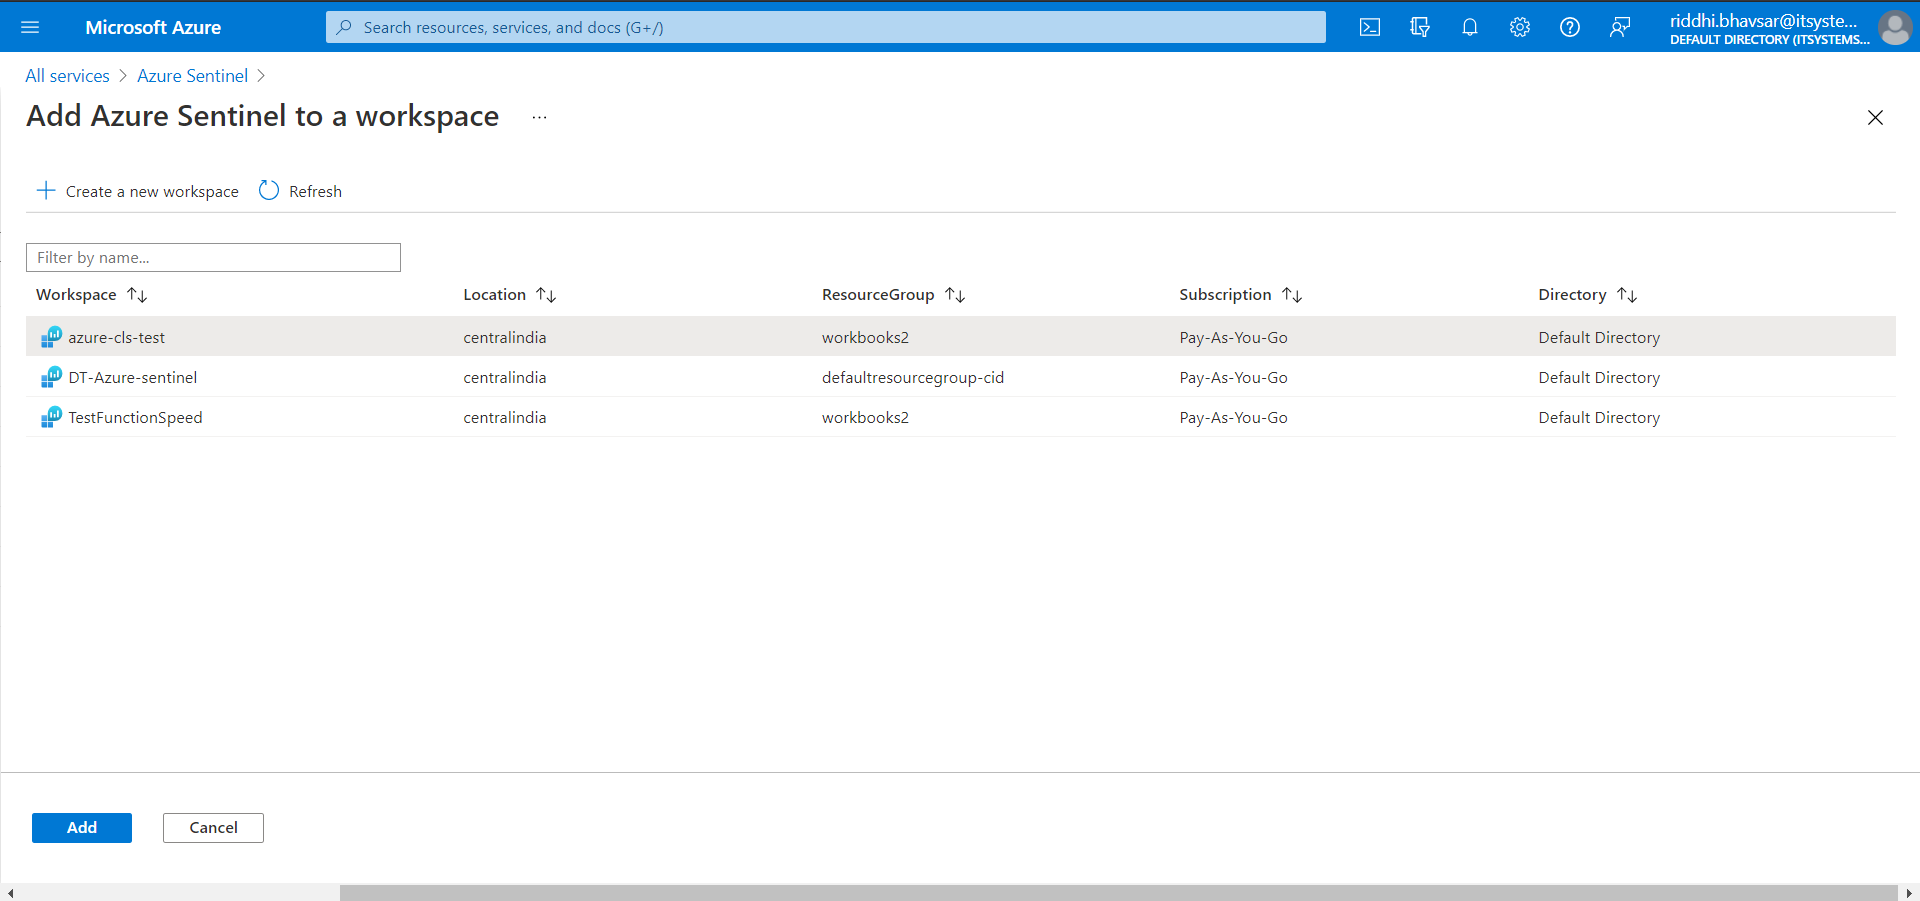 Microsoft Azure
Search resources, services, and docs (G+/)
riddhi.bhavsar@itsyste...
DEFAULT DIRECTORY (ITSYSTEMS...
All services > Azure Sentinel >
Add Azure Sentinel to a workspace ...
Create a new workspace Refresh
Filter by name...
Workspace Location ResourceGroup Subscription Directory
azure-cls-test centralindia workbooks2 Pay-As-You-Go Default Directory
DT-Azure-sentinel centralindia defaultresourcegroup-cid Pay-As-You-Go Default Directory
TestFunctionSpeed centralindia workbooks2 Pay-As-You-Go Default Directory
Add Cancel